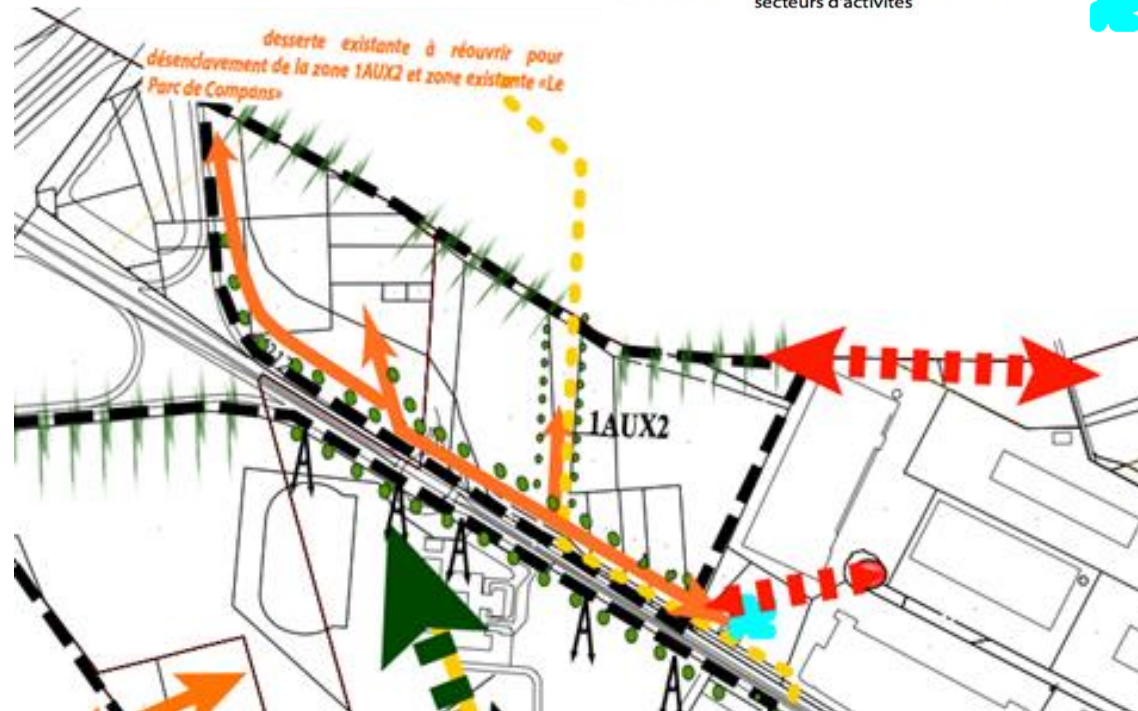 secteurs d'activités
desserte existante à réouvrir pour
désenclavement de la zone 1AUX2 et zone existante «Le
Parc de Compans»
1AUX2